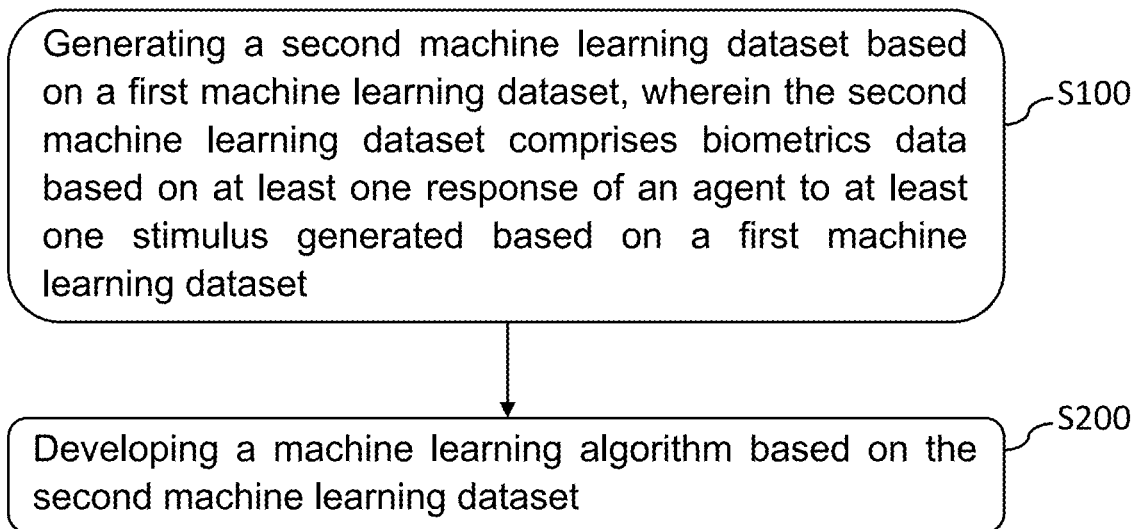 Generating a second machine learning dataset based
on a first machine learning dataset, wherein the second
machine learning dataset comprises biometrics data
based on at least one response of an agent to at least
one stimulus generated based on a first machine
learning dataset
S100
Developing a machine learning algorithm based on the
second machine learning dataset
S200